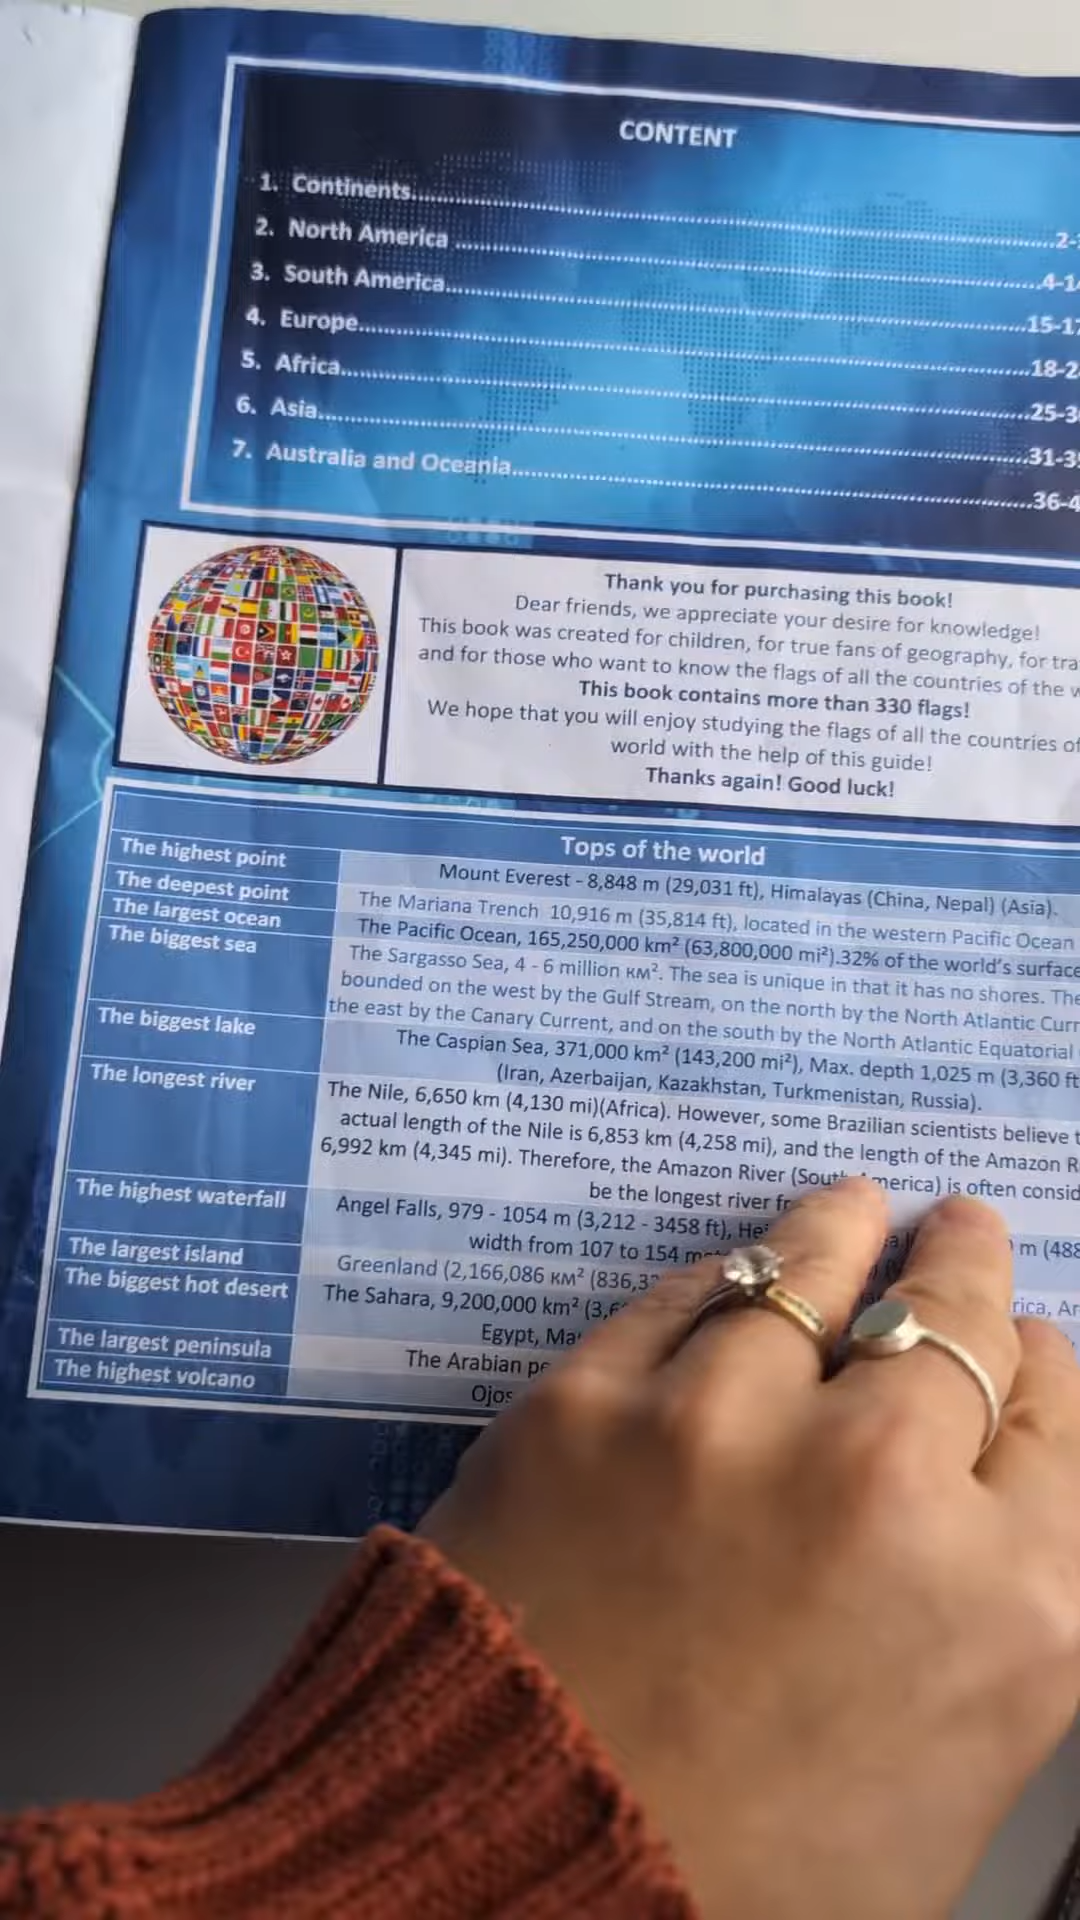 CONTENT
1. Continents
2. North America
3. South America
4. Europe
5. Africa
6. Asia
7. Australia and Oceania
Thank you for purchasing this book!
Dear friends, we appreciate your desire for knowledge!
This book was created for children, for true fans of geography, for
and for those who want to know the flags of all the countries of the
This book contains more than 330 flags!
We hope that you will enjoy studying the flags of all the countries of
world with the help of this guide!
Thanks again! Good luck!
Tops of the world
The highest point
Mount Everest - 8,848 m (29,031 ft), Himalayas (China, Nepal) (Asia).
The deepest point
The Mariana Trench 10,916 m (35,814 ft), located in the western Pacific Ocean
The largest ocean
The Pacific Ocean, 165,250,000 km² (63,800,000 mi²).32% of the world's surface
The biggest sea
The Sargasso Sea, 4 - 6 million км². The sea is unique in that it has no shores.
bounded on the west by the Gulf Stream, on the north by the North Atlantic
the east by the Canary Current, and on the south by the North Atlantic Equatorial
The biggest lake
The Caspian Sea, 371,000 km² (143,200 mi²), Max. depth 1,025 m (3,360 ft
(Iran, Azerbaijan, Kazakhstan, Turkmenistan, Russia).
The longest river
The Nile, 6,650 km (4,130 mi)(Africa). However, some Brazilian scientists believe
actual length of the Nile is 6,853 km (4,258 mi), and the length of the Amazon
6,992 km (4,345 mi). Therefore, the Amazon River (South America) is often
be the longest river
The highest waterfall
Angel Falls, 979 - 1054 m (3,212 - 3458 ft),
width from 107 to 154
The largest island
Greenland (2,166,086 км²
The biggest hot desert
The Sahara, 9,200,000 km²
Egypt,
The largest peninsula
The Arabian
The highest volcano
Ojos